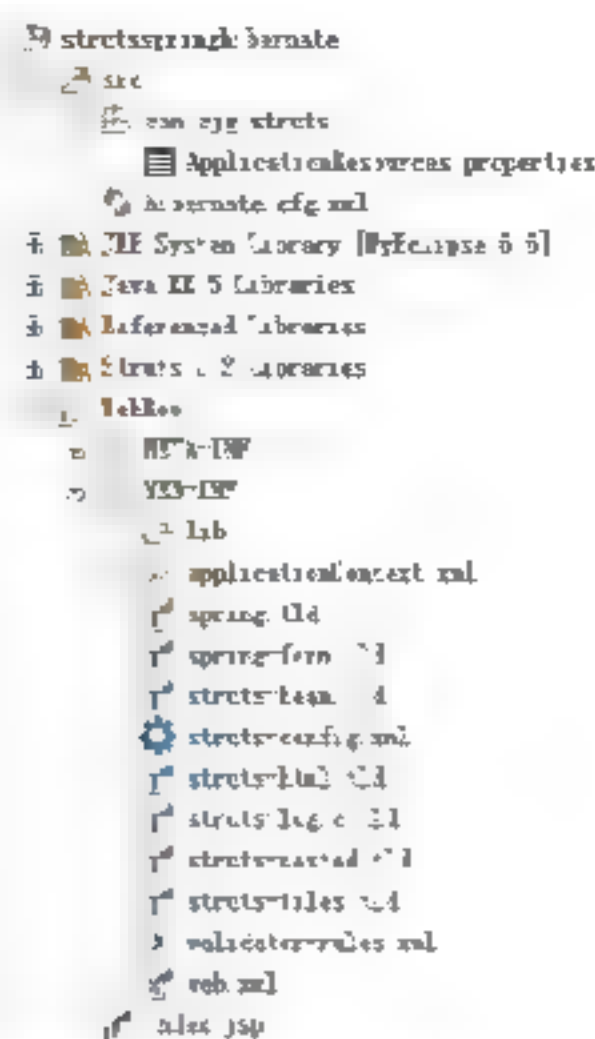 strutsspringhibernate
src
struts
ApplicationResources.properties
hibernate.cfg.xml
JRE System Library [MyEclipse 6.5]
Java EE 5 Libraries
Referenced Libraries
Struts 1.2 Libraries
WebRoot
META-INF
WEB-INF
lib
applicationContext.xml
spring.tld
spring-form.tld
struts-bean.tld
struts-config.xml
struts-html.tld
struts-logic.tld
struts-nested.tld
struts-tiles.tld
validator-rules.xml
web.xml
index.jsp